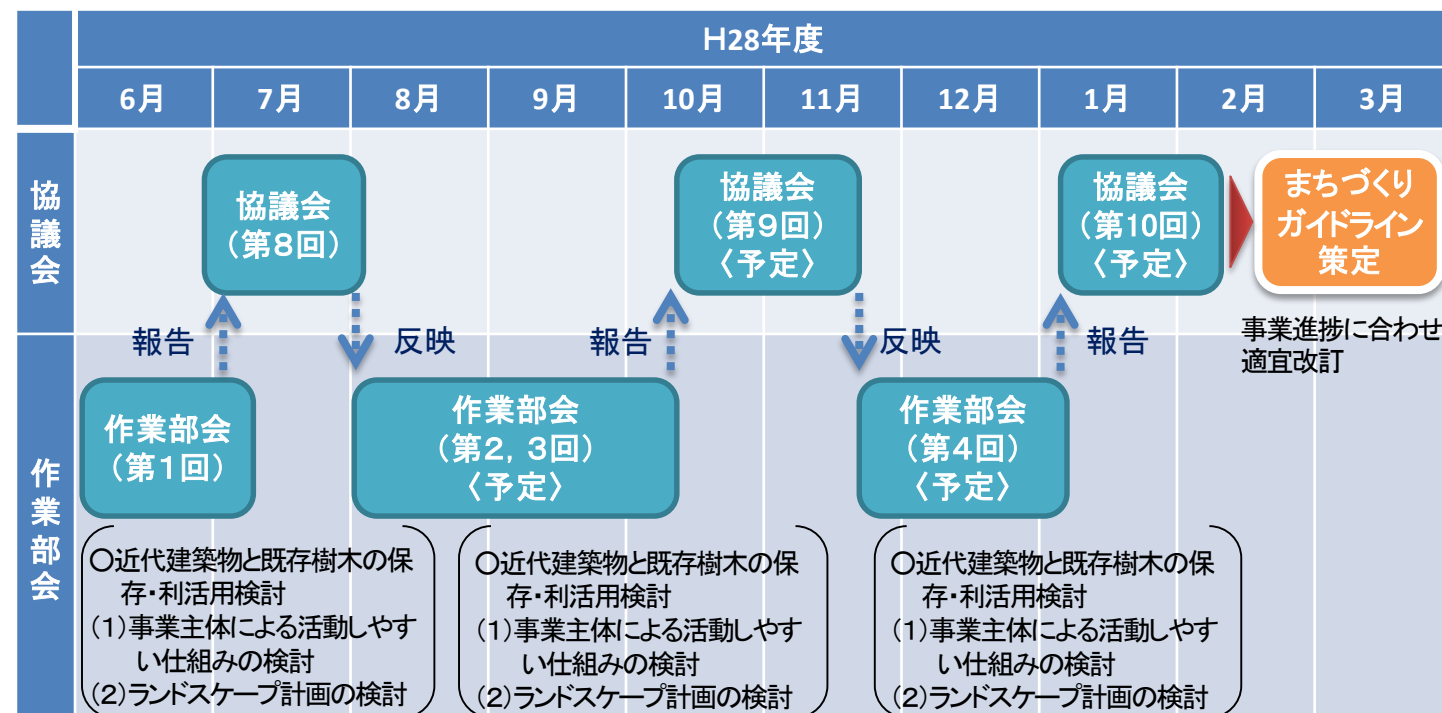 H28年度
6月 7月 8月 9月 10月 11月 12月 1月 2月 3月
協議会
協議会
(第8回)
協議会
(第9回)
〈予定〉
協議会
(第10回)
〈予定〉
まちづくり
ガイドライン
策定
事業進捗に合わせ
適宜改訂
報告
反映
報告
反映
報告
作業部会
作業部会
(第1回)
作業部会
(第2，3回)
〈予定〉
作業部会
(第4回)
〈予定〉
○近代建築物と既存樹木の保
存・利活用検討
(1)事業主体による活動しやす
い仕組みの検討
(2)ランドスケープ計画の検討
○近代建築物と既存樹木の保
存・利活用検討
(1)事業主体による活動しやす
い仕組みの検討
(2)ランドスケープ計画の検討
○近代建築物と既存樹木の保
存・利活用検討
(1)事業主体による活動しやす
い仕組みの検討
(2)ランドスケープ計画の検討